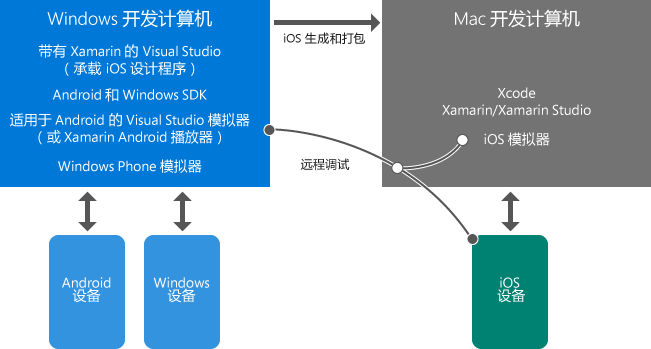 Windows 开发计算机
带有 Xamarin 的 Visual Studio
（承载 iOS 设计程序）
Android 和 Windows SDK
适用于 Android 的 Visual Studio 模拟器
（或 Xamarin Android 播放器）
Windows Phone 模拟器
iOS 生成和打包
远程调试
Mac 开发计算机
Xcode
Xamarin/Xamarin Studio
iOS 模拟器
Android
设备
Windows
设备
iOS
设备